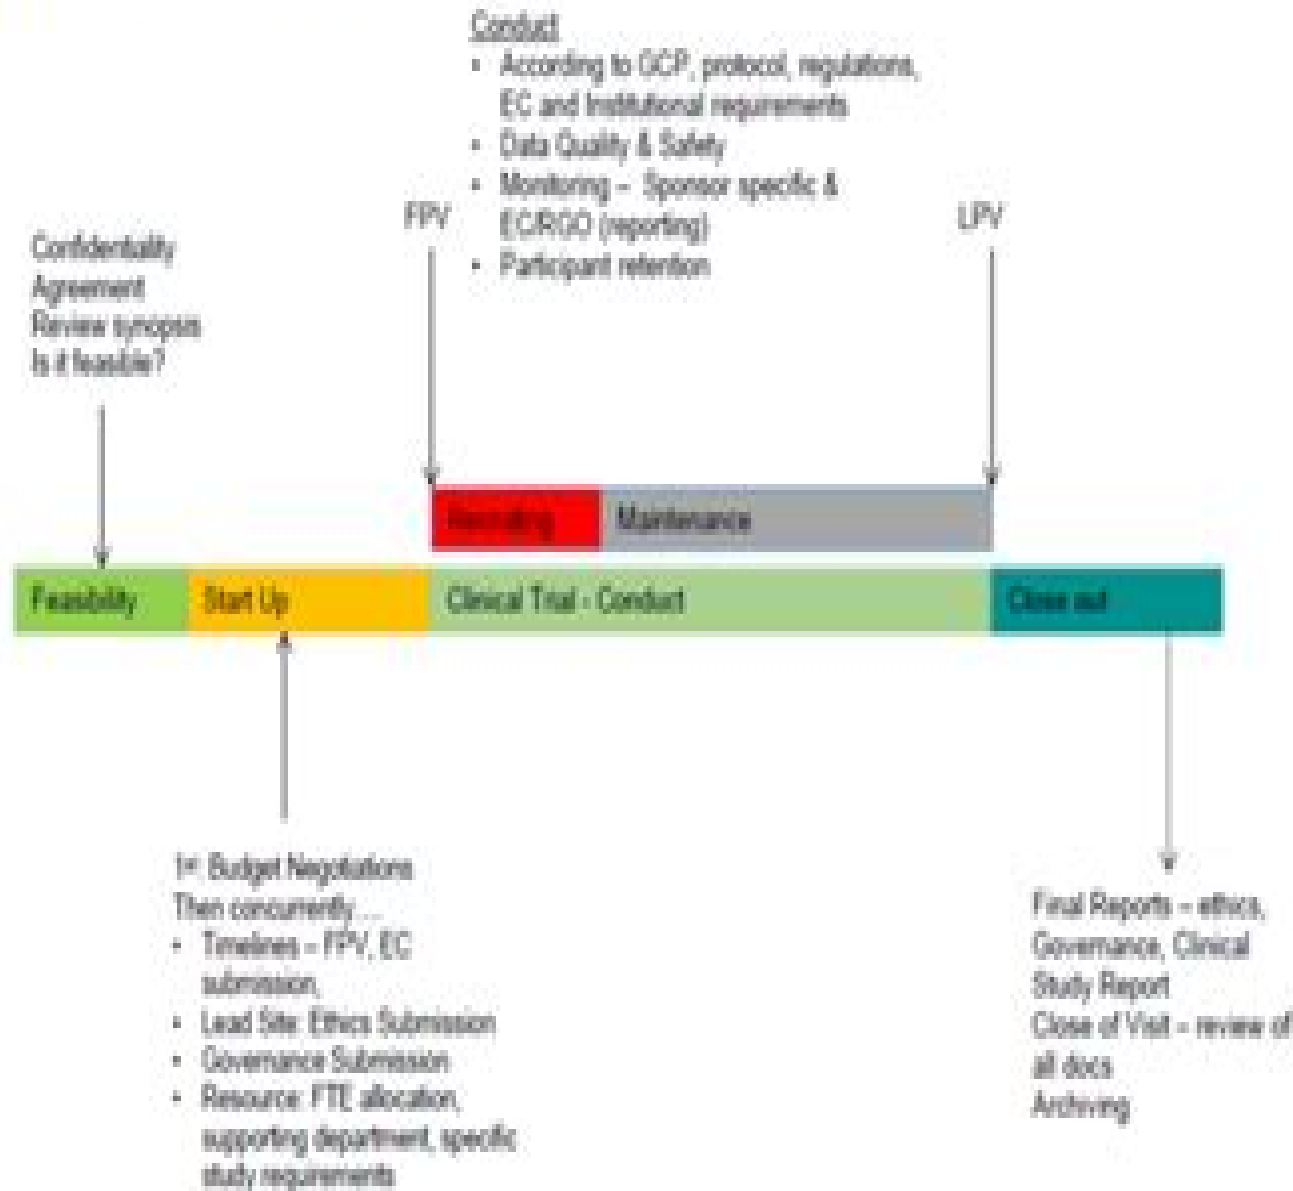 Conduct
• According to GCP, protocol, regulations,
EC and Institutional requirements
• Data Quality & Safety
• Monitoring – Sponsor specific &
EC/RGO (reporting)
• Participant retention
FPV
LPV
Confidentiality
Agreement
Review synopsis
Is it feasible?
Recruiting
Maintenance
Feasibility
Start Up
Clinical Trial - Conduct
Close out
1st Budget Negotiations
Then concurrently…
• Timelines – FPV, EC
submission,
• Lead Site: Ethics Submission
• Governance Submission
• Resource: FTE allocation,
supporting department, specific
study requirements
Final Reports – ethics,
Governance, Clinical
Study Report
Close of Visit – review of
all docs
Archiving